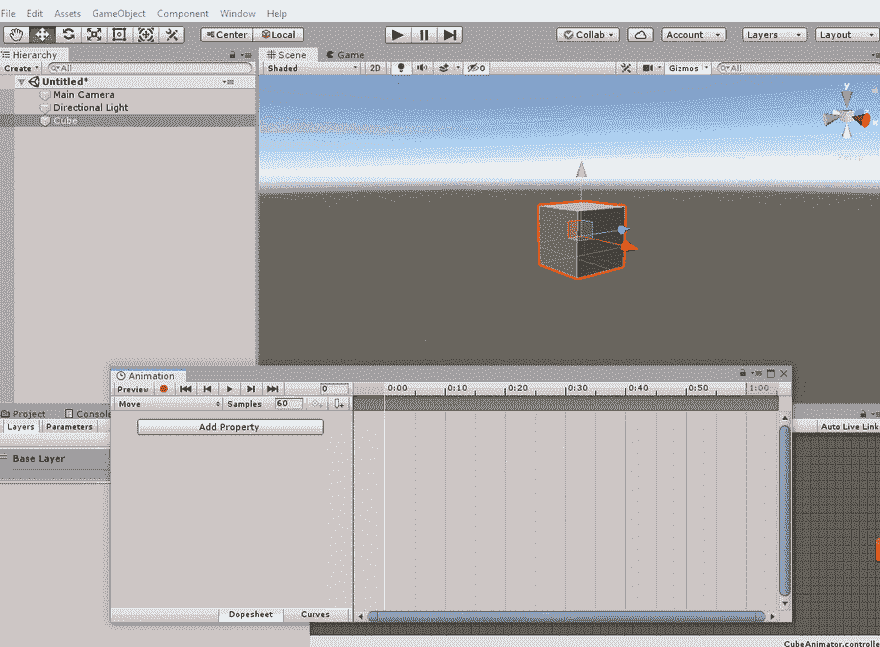 File Edit Assets GameObject Component Window Help
Center Local Collab Account Layers Layout
Hierarchy Scene Game
Create All Shaded 2D 0 Gizmos All
Untitled*
Main Camera
Directional Light
Cube
y
Persp
Animation
Preview 0 0:00 0:10 0:20 0:30 0:40 0:50 1:00
Move Samples 60
Add Property
Project Console
Layers Parameters Auto Live Link
Base Layer
Dopesheet Curves
CubeAnimator.controlle